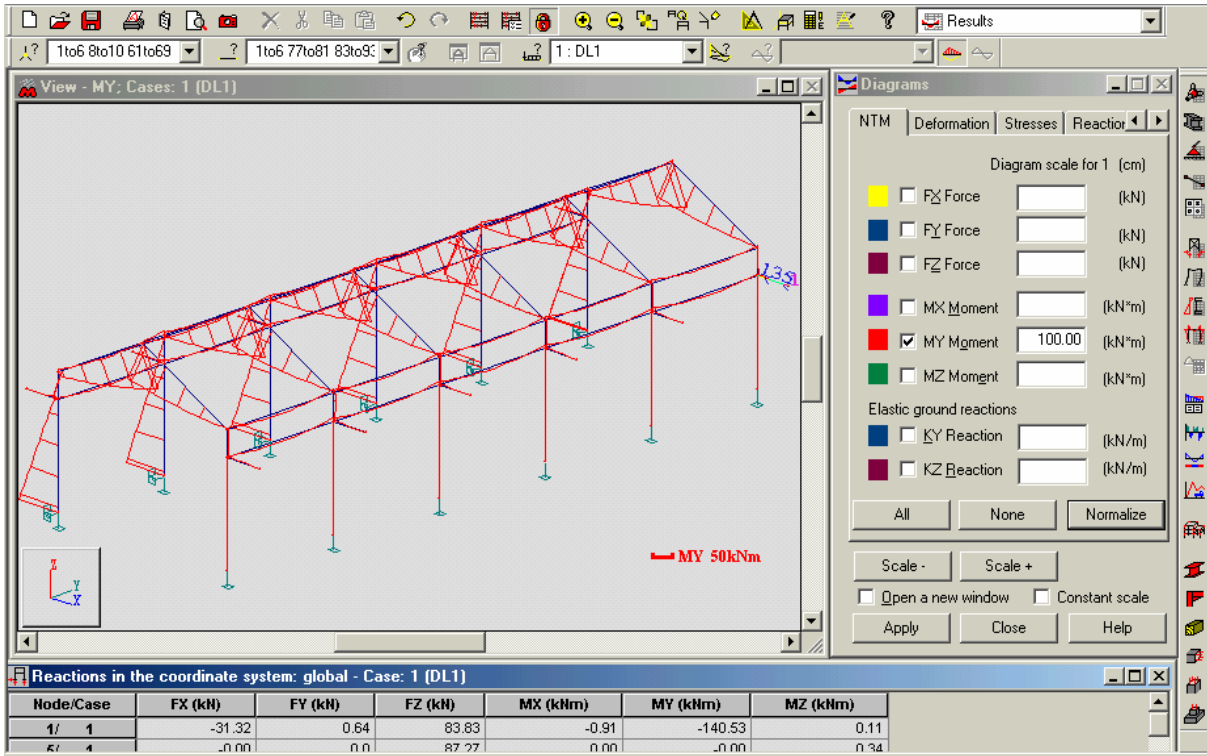 Results
1to6 8to10 61to69
1to6 77to81 83to93
1 : DL1
View - MY; Cases: 1 (DL1)
MY 50kNm
Z
Y
X
Diagrams
NTM Deformation Stresses Reaction
Diagram scale for 1 (cm)
FX Force (kN)
FY Force (kN)
FZ Force (kN)
MX Moment (kN*m)
MY Moment 100.00 (kN*m)
MZ Moment (kN*m)
Elastic ground reactions
KY Reaction (kN/m)
KZ Reaction (kN/m)
All None Normalize
Scale - Scale +
Open a new window Constant scale
Apply Close Help
Reactions in the coordinate system: global - Case: 1 (DL1)
Node/Case FX (kN) FY (kN) FZ (kN) MX (kNm) MY (kNm) MZ (kNm)
1/ 1 -31.32 0.64 83.83 -0.91 -140.53 0.11
5/ 1 -0.00 0.0 87.27 0.00 -0.00 0.34